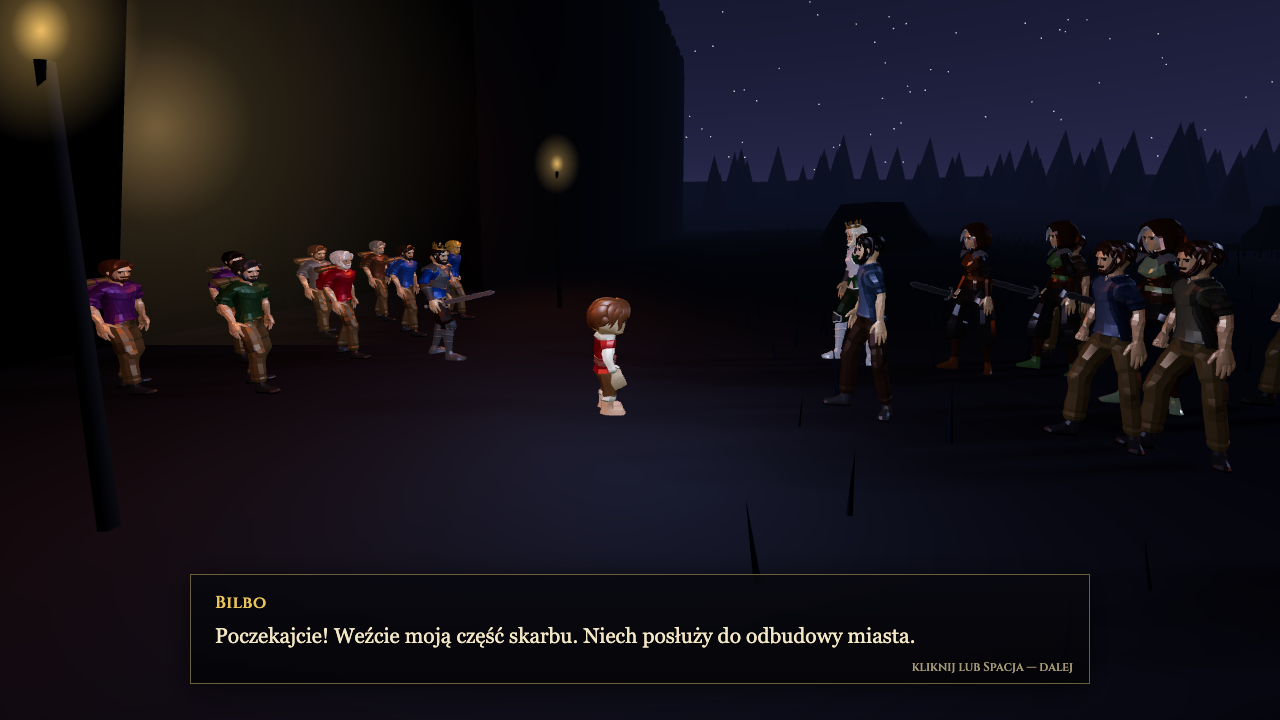 Bilbo
Poczekajcie! Weźcie moją część skarbu. Niech posłuży do odbudowy miasta.
kliknij lub Spacja — dalej